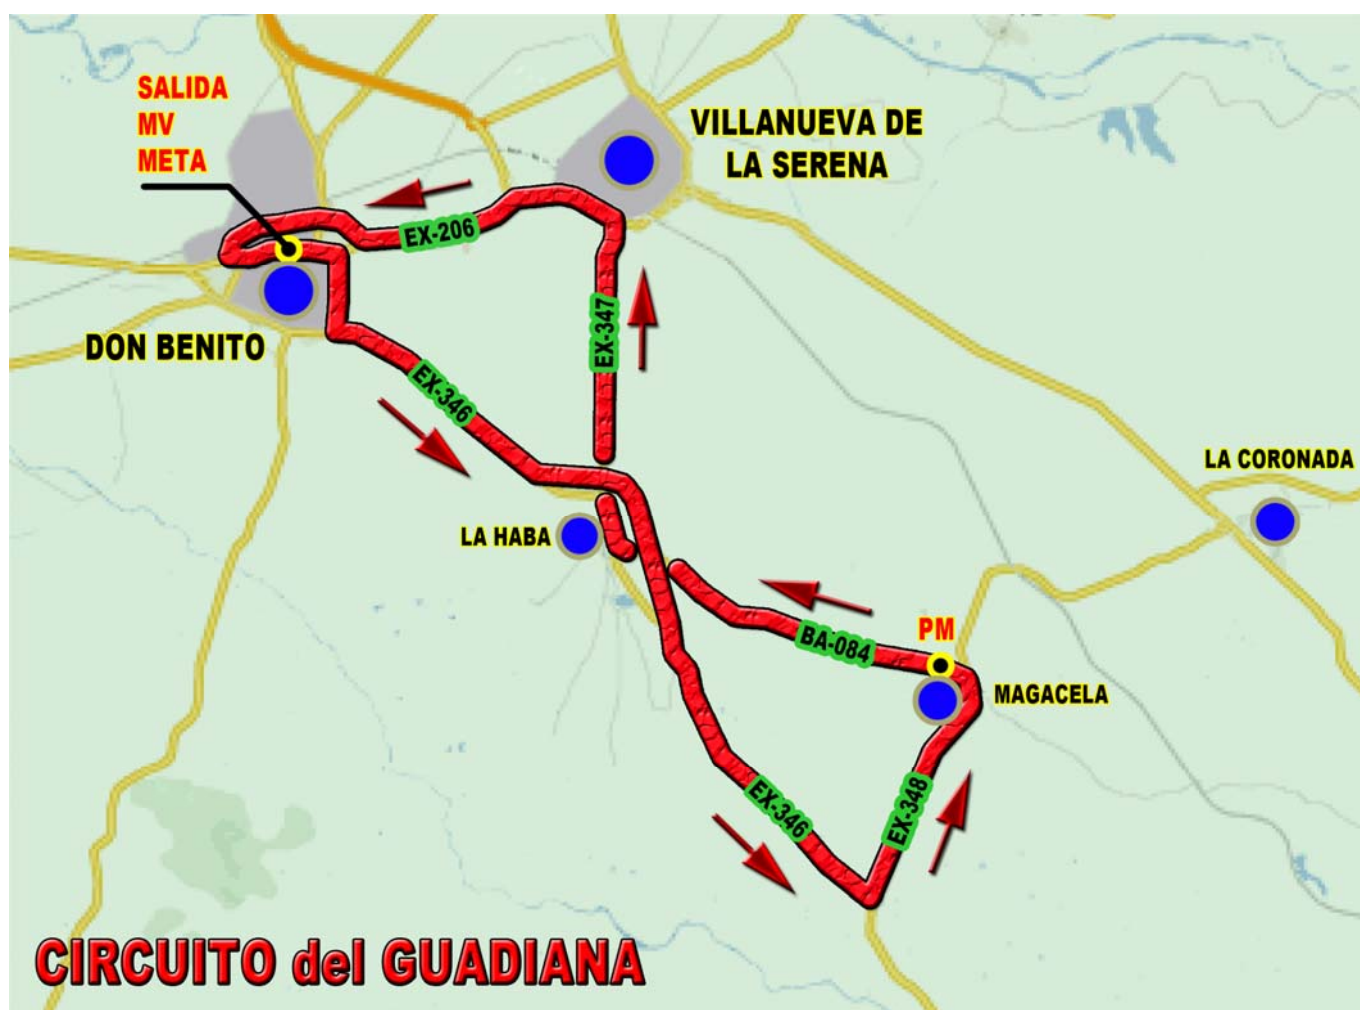 SALIDA
MV
META
VILLANUEVA DE
LA SERENA
EX-206
EX-347
DON BENITO
EX-346
LA CORONADA
LA HABA
PM
BA-084
MAGACELA
EX-346
EX-348
CIRCUITO del GUADIANA